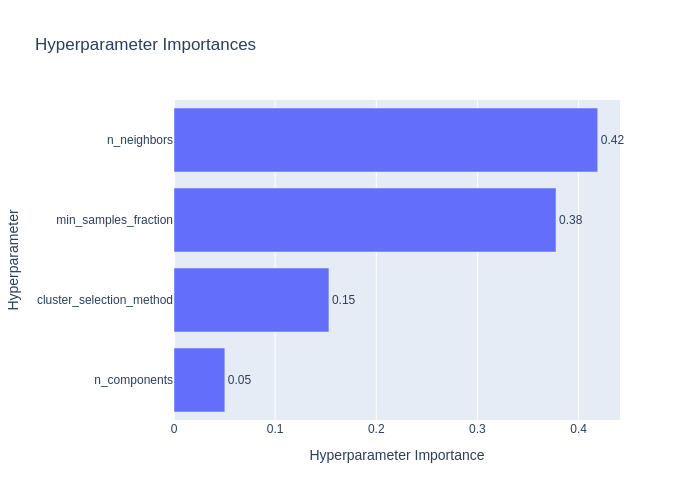 Hyperparameter Importances
n_neighbors
0.42
min_samples_fraction
0.38
cluster_selection_method
0.15
n_components
0.05
0
0.1
0.2
0.3
0.4
Hyperparameter Importance
Hyperparameter